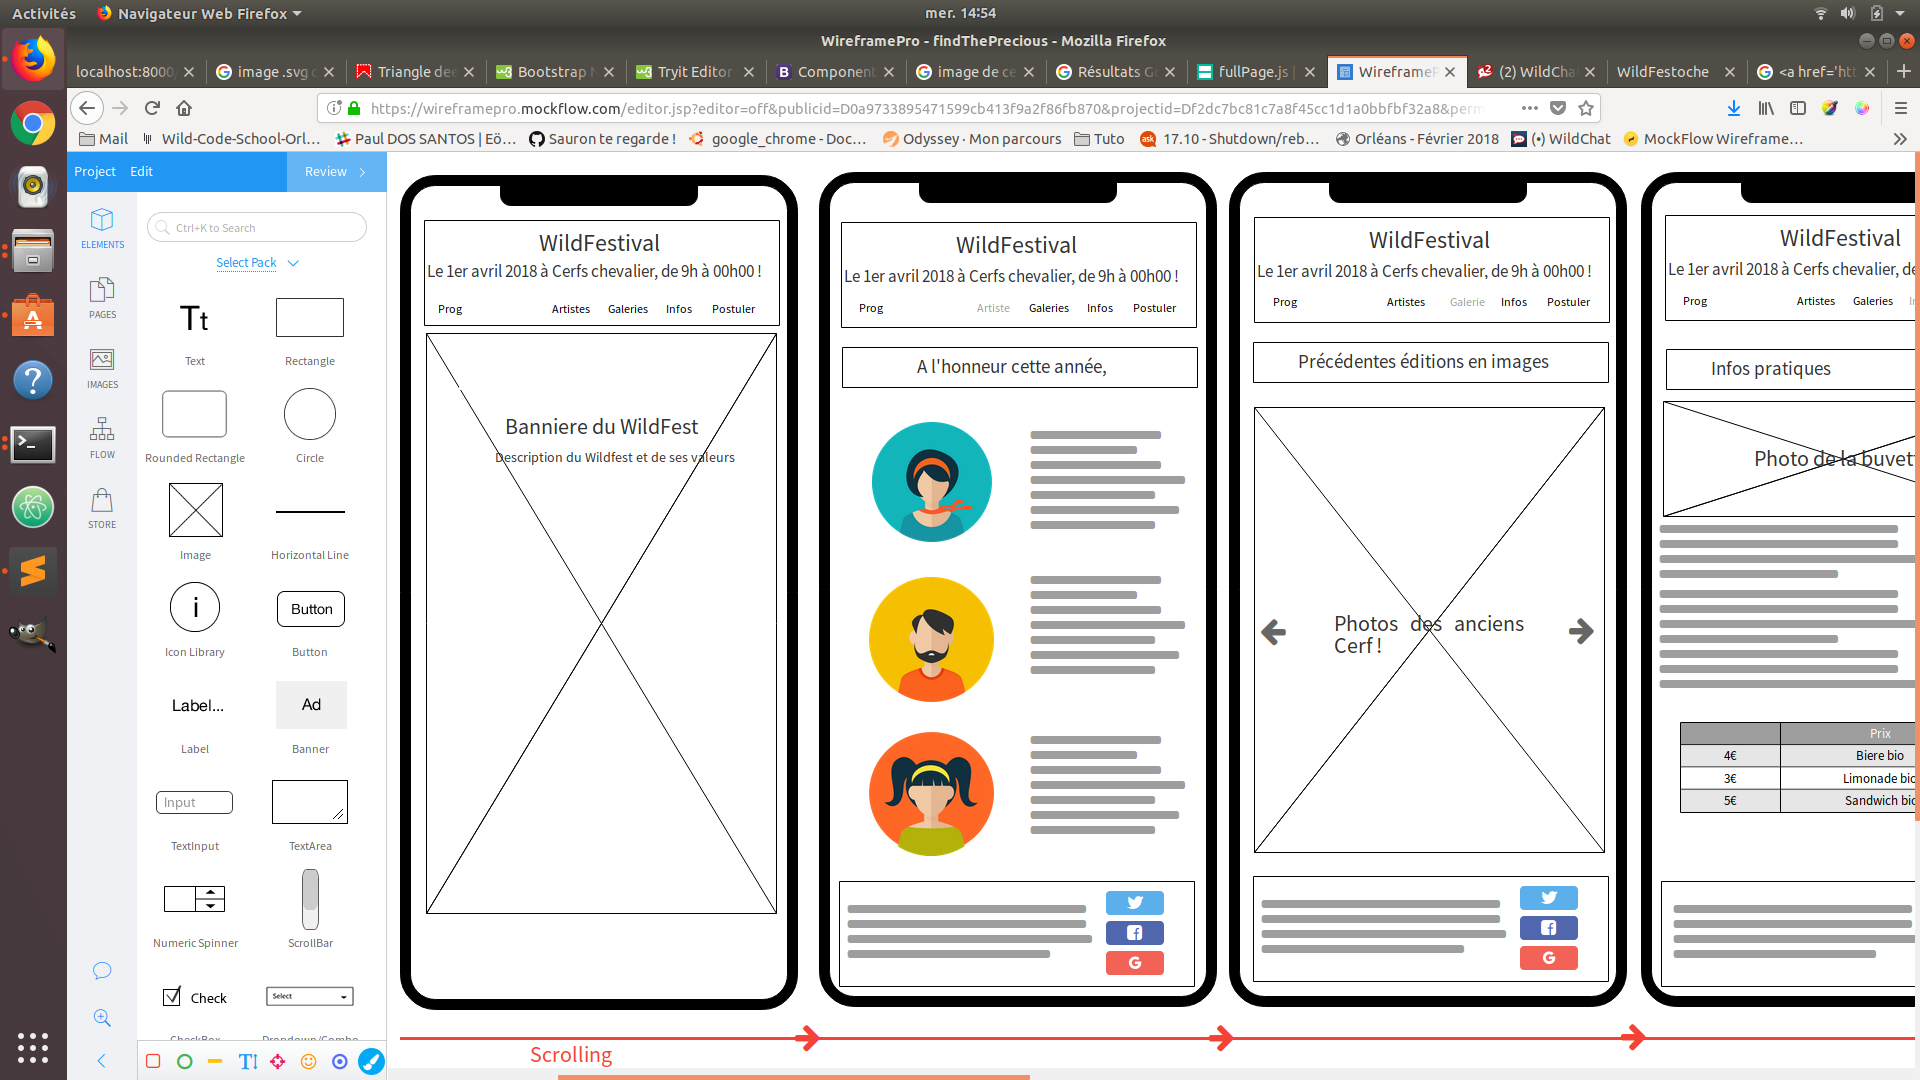 Activités
Navigateur Web Firefox
mer. 14:54
WireframePro - findThePrecious - Mozilla Firefox
localhost:8000
image .svg
Triangle dee
Bootstrap
Tryit Editor
Component
image de ce
Résultats
fullPage.js
WireframeP
(2) WildCha
WildFestoche
<a href='ht
https://wireframepro.mockflow.com/editor.jsp?editor=off&publicid=D0a9733895471599cb413f9a2f86fb870&projectid=Df2dc7bc81c7a8f45cc1d1a0bbfbf32a8&perm
Mail
Wild-Code-School-Orl…
Paul DOS SANTOS | Eö…
Sauron te regarde !
google_chrome - Doc…
Odyssey · Mon parcours
Tuto
17.10 - Shutdown/reb…
Orléans - Février 2018
(•) WildChat
MockFlow Wireframe…
Project
Edit
Review
Ctrl+K to Search
Select Pack
ELEMENTS
PAGES
IMAGES
FLOW
STORE
Tt
Text
Rectangle
Rounded Rectangle
Circle
Image
Horizontal Line
i
Icon Library
Button
Button
Label...
Label
Ad
Banner
Input
TextInput
TextArea
Numeric Spinner
ScrollBar
Check
Select
CheckBox
Dropdown/Combo
WildFestival
Le 1er avril 2018 à Cerfs chevalier, de 9h à 00h00 !
Prog Artistes Galeries Infos Postuler
Banniere du WildFest
Description du Wildfest et de ses valeurs
WildFestival
Le 1er avril 2018 à Cerfs chevalier, de 9h à 00h00 !
Prog Artiste Galeries Infos Postuler
A l'honneur cette année,
WildFestival
Le 1er avril 2018 à Cerfs chevalier, de 9h à 00h00 !
Prog Artistes Galerie Infos Postuler
Précédentes éditions en images
Photos des anciens
Cerf !
WildFestival
Le 1er avril 2018 à Cerfs chevalier, de
Prog Artistes Galeries
Infos pratiques
Photo de la buvett
Prix
4€ Biere bio
3€ Limonade bio
5€ Sandwich bio
Scrolling